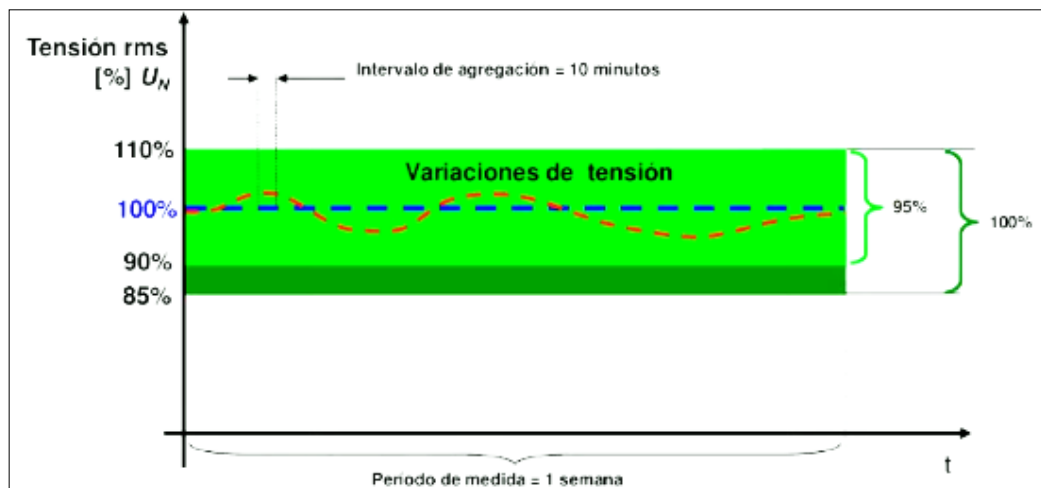 Tensión rms
[%] U_N
Intervalo de agregación = 10 minutos
110%
Variaciones de tensión
100%
95%
100%
90%
85%
t
Período de medida = 1 semana